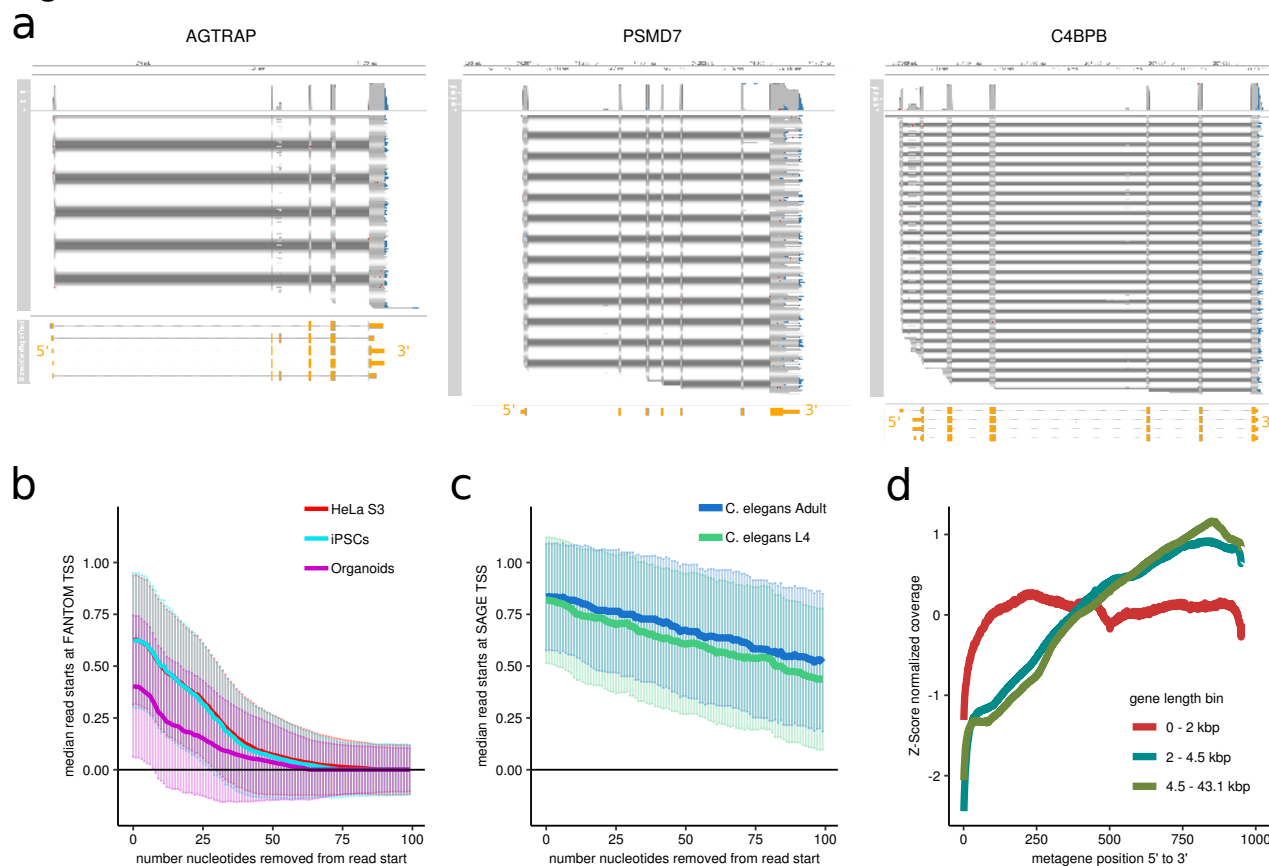 a
AGTRAP
PSMD7
C4BPB
5'
3'
5'
3'
5'
3'
b
HeLa S3
iPSCs
Organoids
median read starts at FANTOM TSS
1.00
0.75
0.50
0.25
0.00
0
25
50
75
100
number nucleotides removed from read start
c
C. elegans Adult
C. elegans L4
median read starts at SAGE TSS
1.00
0.75
0.50
0.25
0.00
0
25
50
75
100
number nucleotides removed from read start
d
Z-Score normalized coverage
1
0
-1
-2
gene length bin
0 - 2 kbp
2 - 4.5 kbp
4.5 - 43.1 kbp
0
250
500
750
1000
metagene position 5' to 3'